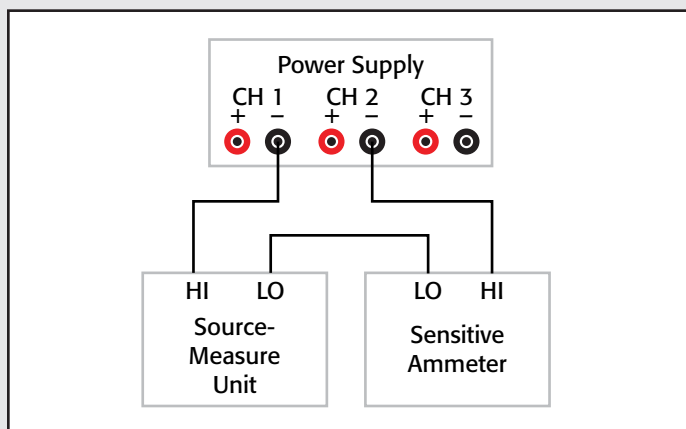 Power Supply
CH 1 CH 2 CH 3
+ – + – + –
HI LO
Source-
Measure
Unit
LO HI
Sensitive
Ammeter